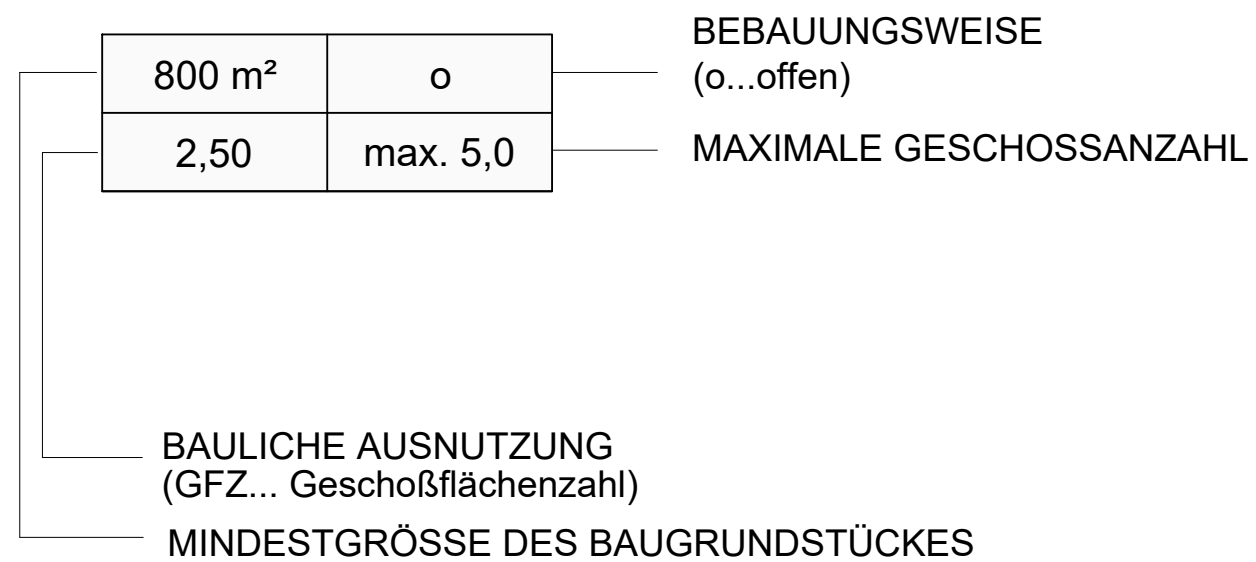 800 m²
o
2,50
max. 5,0
BEBAUUNGSWEISE
(o...offen)
MAXIMALE GESCHOSSANZAHL
BAULICHE AUSNUTZUNG
(GFZ... Geschoßflächenzahl)
MINDESTGRÖSSE DES BAUGRUNDSTÜCKES